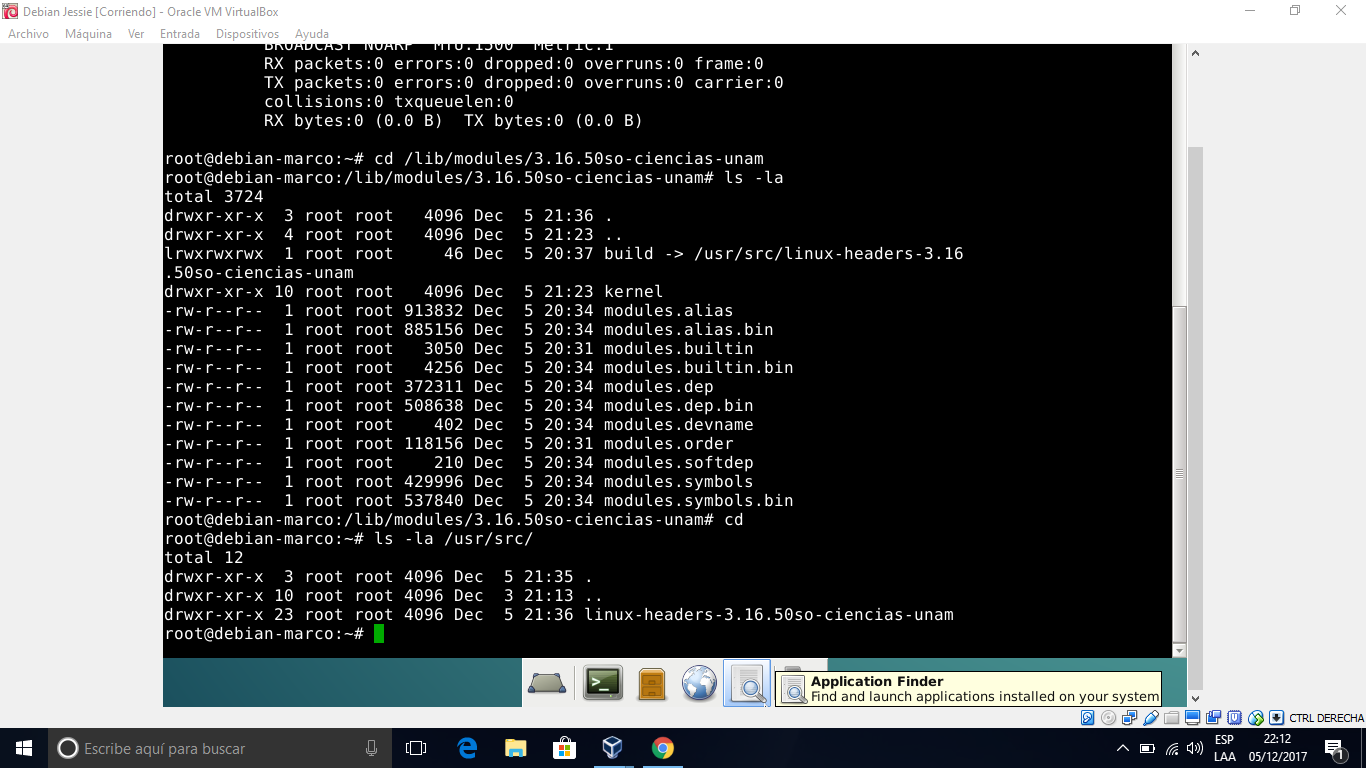 Debian Jessie [Corriendo] - Oracle VM VirtualBox
Archivo Máquina Ver Entrada Dispositivos Ayuda
BROADCAST NOARP MTU:1500 Metric:1
RX packets:0 errors:0 dropped:0 overruns:0 frame:0
TX packets:0 errors:0 dropped:0 overruns:0 carrier:0
collisions:0 txqueuelen:0
RX bytes:0 (0.0 B) TX bytes:0 (0.0 B)
root@debian-marco:~# cd /lib/modules/3.16.50so-ciencias-unam
root@debian-marco:/lib/modules/3.16.50so-ciencias-unam# ls -la
total 3724
drwxr-xr-x 3 root root 4096 Dec 5 21:36 .
drwxr-xr-x 4 root root 4096 Dec 5 21:23 ..
lrwxrwxrwx 1 root root 46 Dec 5 20:37 build -> /usr/src/linux-headers-3.16
.50so-ciencias-unam
drwxr-xr-x 10 root root 4096 Dec 5 21:23 kernel
-rw-r--r-- 1 root root 913832 Dec 5 20:34 modules.alias
-rw-r--r-- 1 root root 885156 Dec 5 20:34 modules.alias.bin
-rw-r--r-- 1 root root 3050 Dec 5 20:31 modules.builtin
-rw-r--r-- 1 root root 4256 Dec 5 20:34 modules.builtin.bin
-rw-r--r-- 1 root root 372311 Dec 5 20:34 modules.dep
-rw-r--r-- 1 root root 508638 Dec 5 20:34 modules.dep.bin
-rw-r--r-- 1 root root 402 Dec 5 20:34 modules.devname
-rw-r--r-- 1 root root 118156 Dec 5 20:31 modules.order
-rw-r--r-- 1 root root 210 Dec 5 20:34 modules.softdep
-rw-r--r-- 1 root root 429996 Dec 5 20:34 modules.symbols
-rw-r--r-- 1 root root 537840 Dec 5 20:34 modules.symbols.bin
root@debian-marco:/lib/modules/3.16.50so-ciencias-unam# cd
root@debian-marco:~# ls -la /usr/src/
total 12
drwxr-xr-x 3 root root 4096 Dec 5 21:35 .
drwxr-xr-x 10 root root 4096 Dec 3 21:13 ..
drwxr-xr-x 23 root root 4096 Dec 5 21:36 linux-headers-3.16.50so-ciencias-unam
root@debian-marco:~#
Application Finder
Find and launch applications installed on your system
CTRL DERECHA
Escribe aquí para buscar
ESP
LAA
22:12
05/12/2017
1